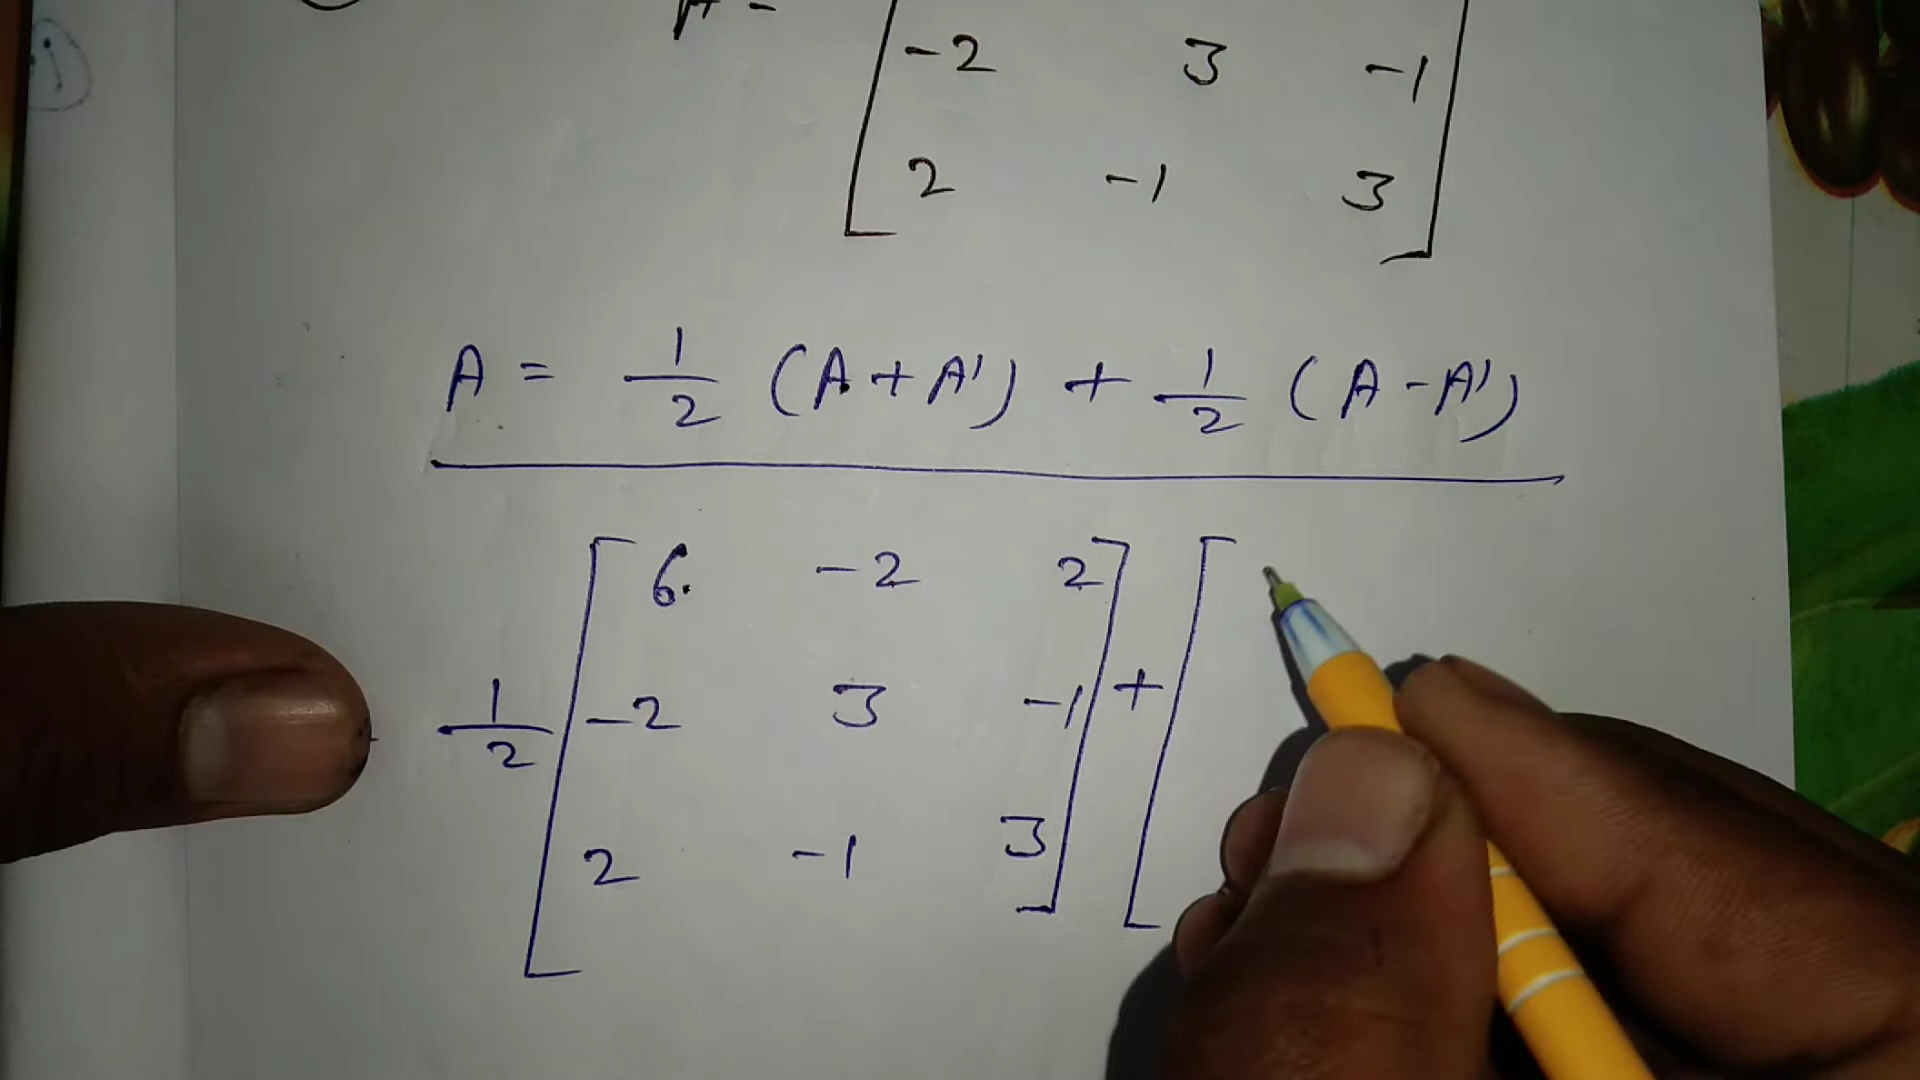 A =
-2 3 -1
2 -1 3
A = 1/2 (A + A') + 1/2 (A - A')
1/2 [ 6 -2 2 ] + [
-2 3 -1
2 -1 3